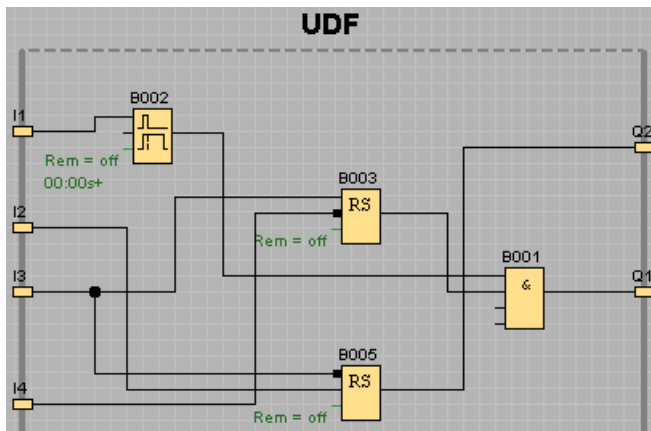 UDF
I1
B002
Q2
Rem = off
00:00s+
B003
RS
I2
Rem = off
B001
&
I3
Q1
B005
RS
I4
Rem = off